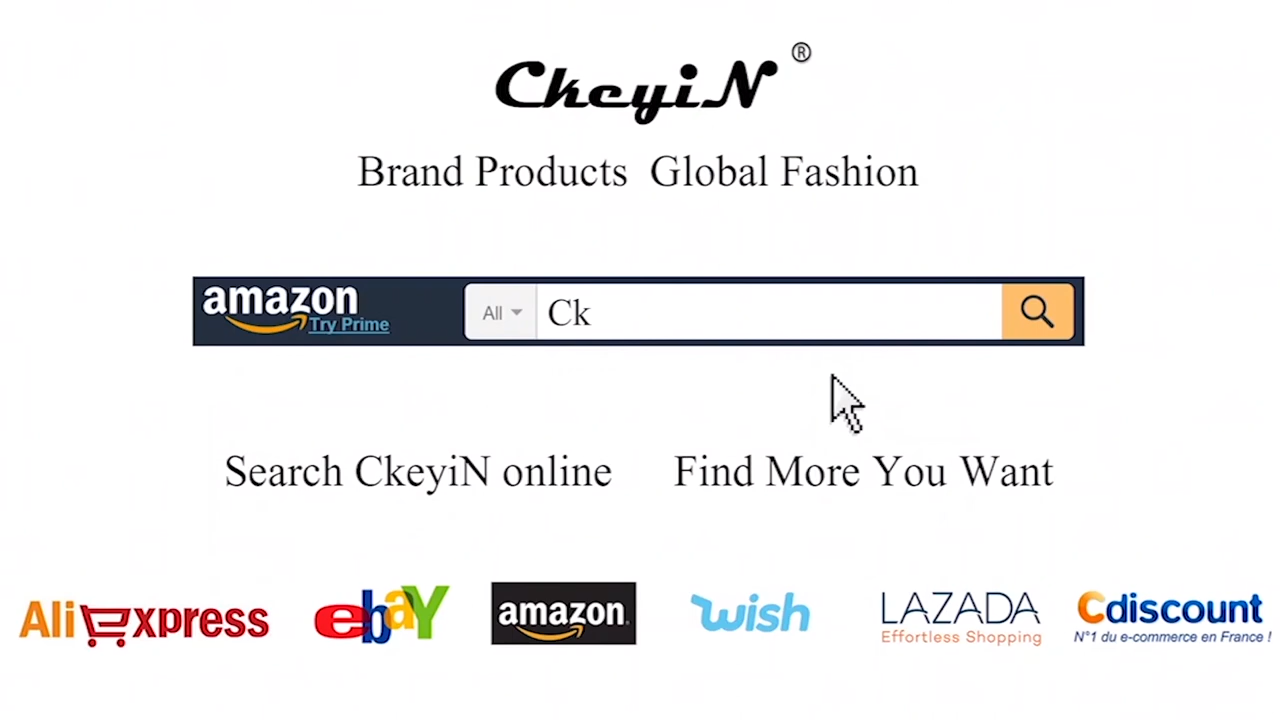 CkeyiN ®
Brand Products Global Fashion
amazon Try Prime All Ck
Search CkeyiN online Find More You Want
AliExpress ebay amazon wish LAZADA Cdiscount
Effortless Shopping N°1 du e-commerce en France !